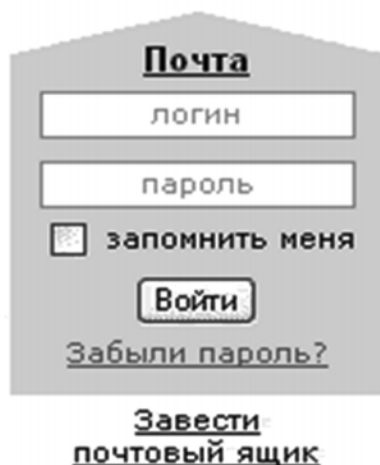 Почта
логин
пароль
запомнить меня
Войти
Забыли пароль?
Завести
почтовый ящик